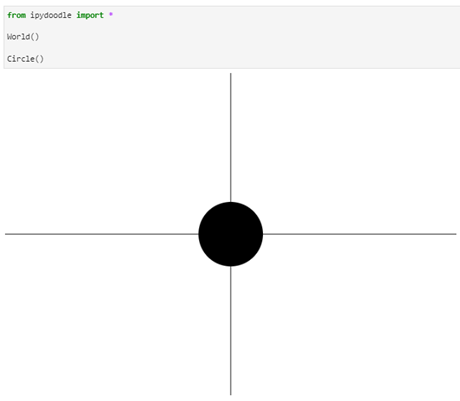 from ipydoodle import *
World()
Circle()